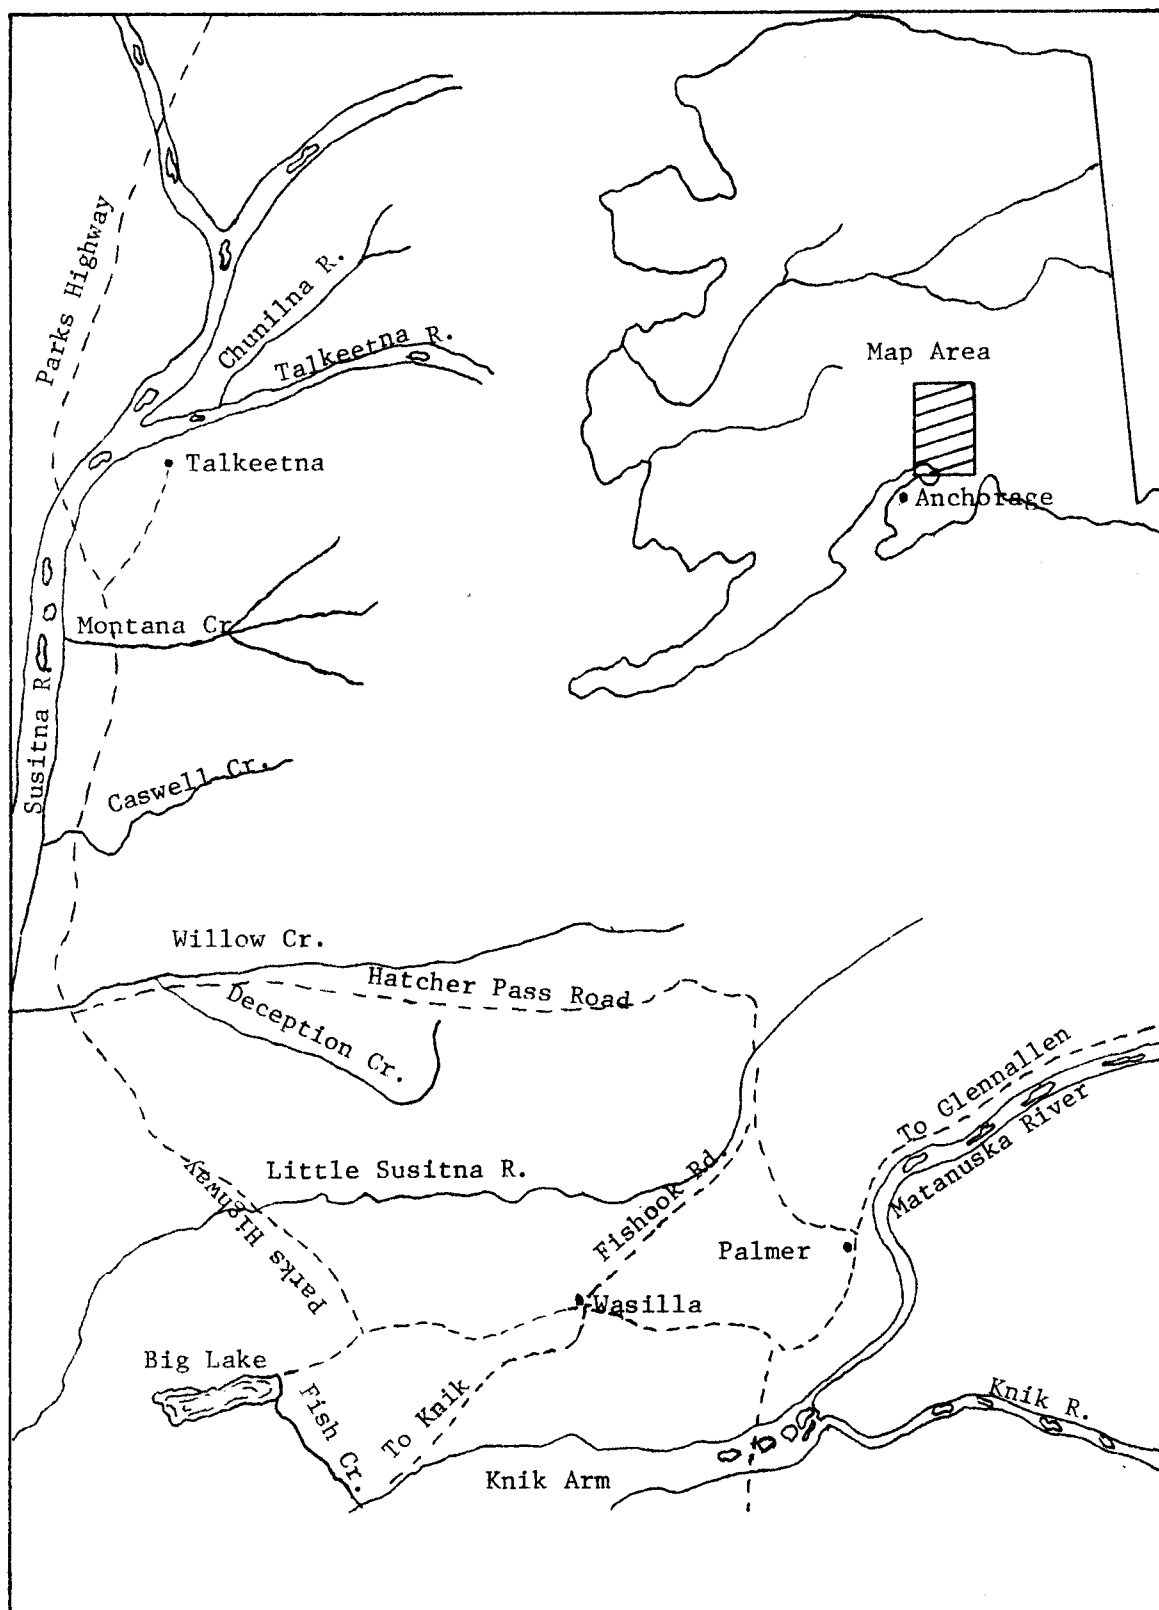 Parks Highway
Chunilna R.
Talkeetna R.
Map Area
Talkeetna
Anchorage
Montana Cr
Susitna R.
Caswell Cr.
Willow Cr.
Hatcher Pass Road
Deception Cr.
To Glennallen
Matanuska River
Little Susitna R.
Fishook Rd.
Parks Highway
Palmer
Wasilla
Big Lake
Fish Cr.
To Knik
Knik R.
Knik Arm